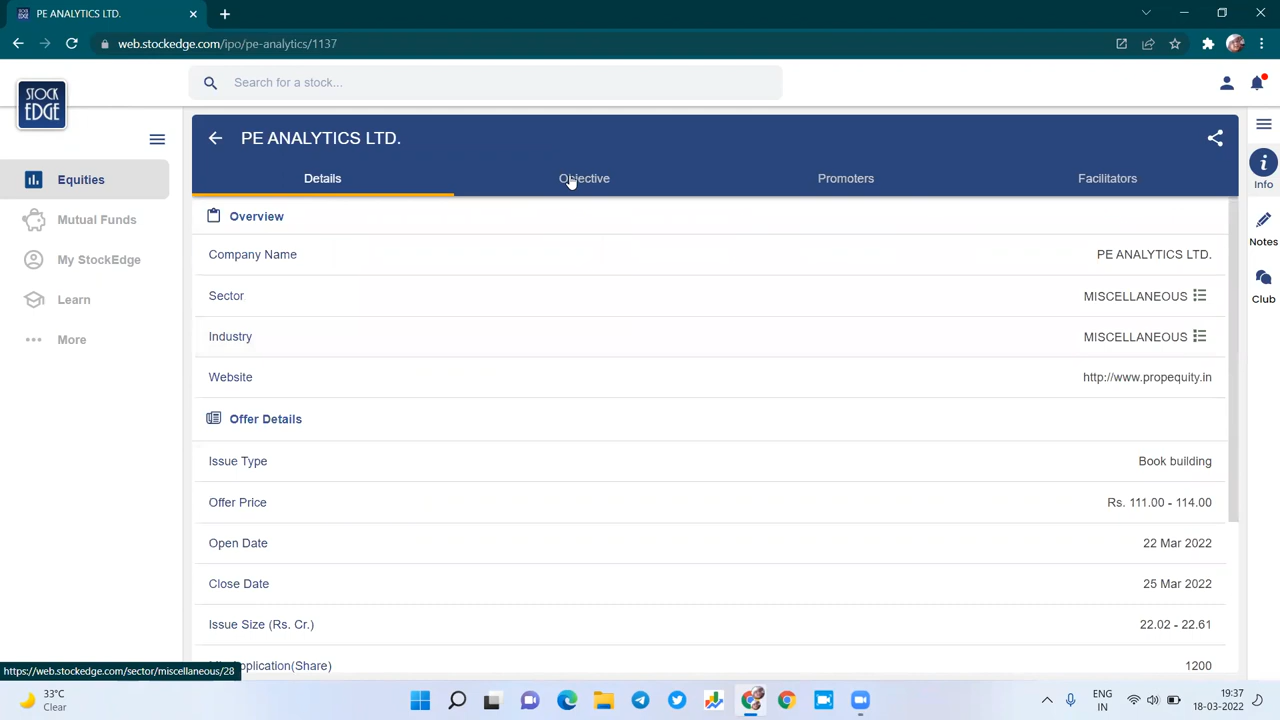 PE ANALYTICS LTD.
web.stockedge.com/ipo/pe-analytics/1137
STOCK
EDGE
Search for a stock...
Equities
Mutual Funds
My StockEdge
Learn
More
PE ANALYTICS LTD.
Details Objective Promoters Facilitators
Overview
Company Name PE ANALYTICS LTD.
Sector MISCELLANEOUS
Industry MISCELLANEOUS
Website http://www.propequity.in
Offer Details
Issue Type Book building
Offer Price Rs. 111.00 - 114.00
Open Date 22 Mar 2022
Close Date 25 Mar 2022
Issue Size (Rs. Cr.) 22.02 - 22.61
Application(Share) 1200
Info
Notes
Club
https://web.stockedge.com/sector/miscellaneous/28
33°C
Clear
ENG
IN
19:37
18-03-2022